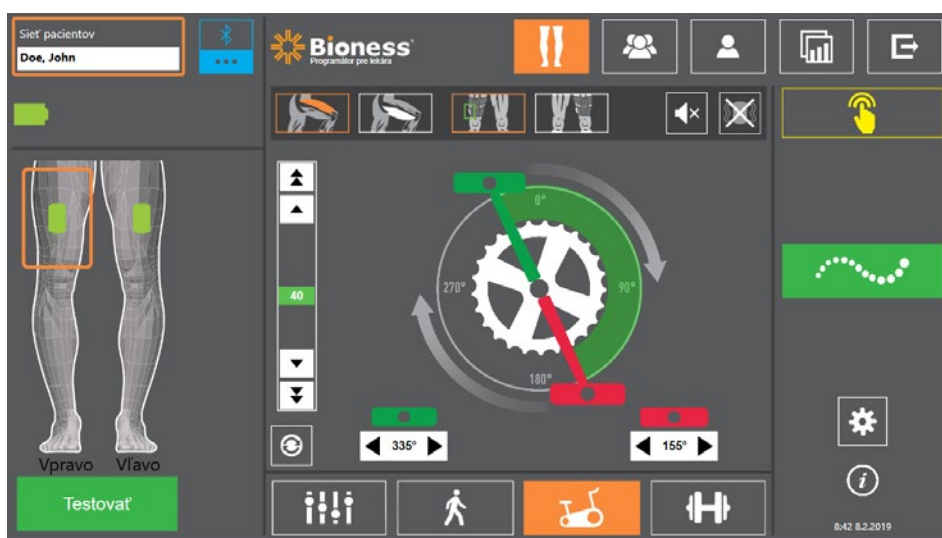 Sieť pacientov
Doe, John
Bioness
Programátor pre lekára
0°
90°
180°
270°
40
335°
155°
Vpravo
Vľavo
Testovať
i
8:42 8.2.2019